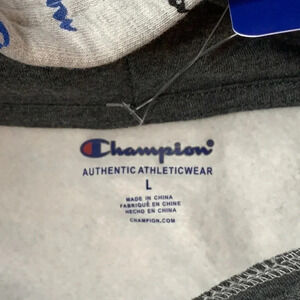 Champion
AUTHENTIC ATHLETICWEAR
L
MADE IN CHINA
FABRIQUÉ EN CHINE
HECHO EN CHINA
CHAMPION.COM